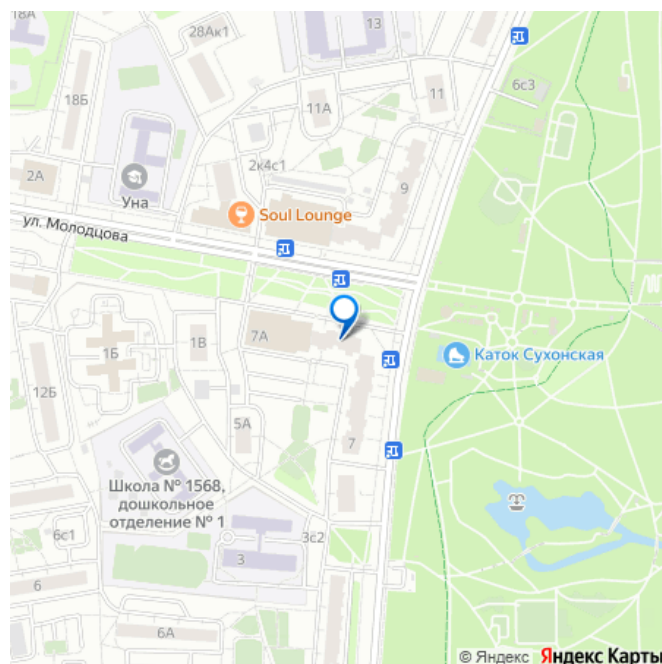 18А
28Ак1
13
6с3
18Б
11
11А
2к4с1
2А
Уна
9
Soul Lounge
ул. Молодцова
7А
1Б
1В
Каток Сухонская
12Б
5А
7
Школа № 1568,
дошкольное
отделение № 1
6с1
3с2
3
6
6А
© Яндекс Яндекс Карты